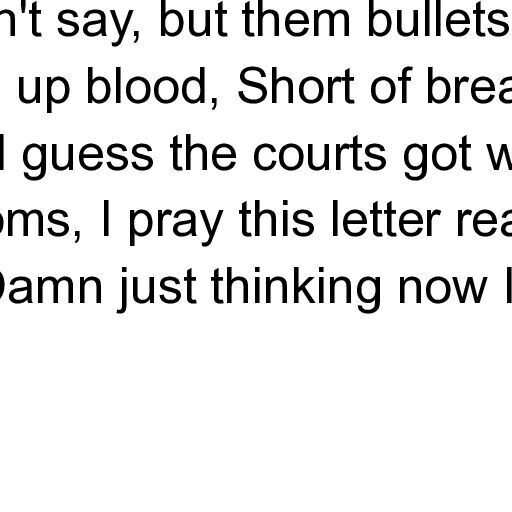 n't say, but them bullets
up blood, Short of brea
I guess the courts got w
oms, I pray this letter rea
Damn just thinking now I